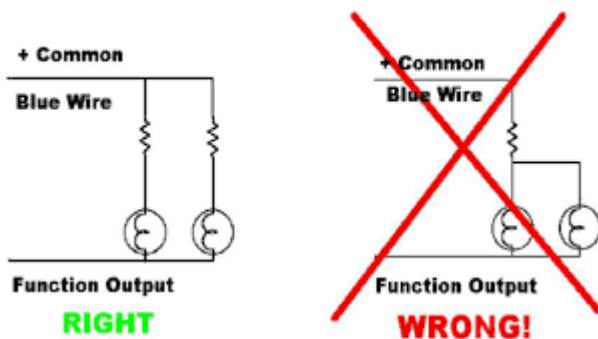 + Common
Blue Wire
Function Output
RIGHT
+ Common
Blue Wire
Function Output
WRONG!